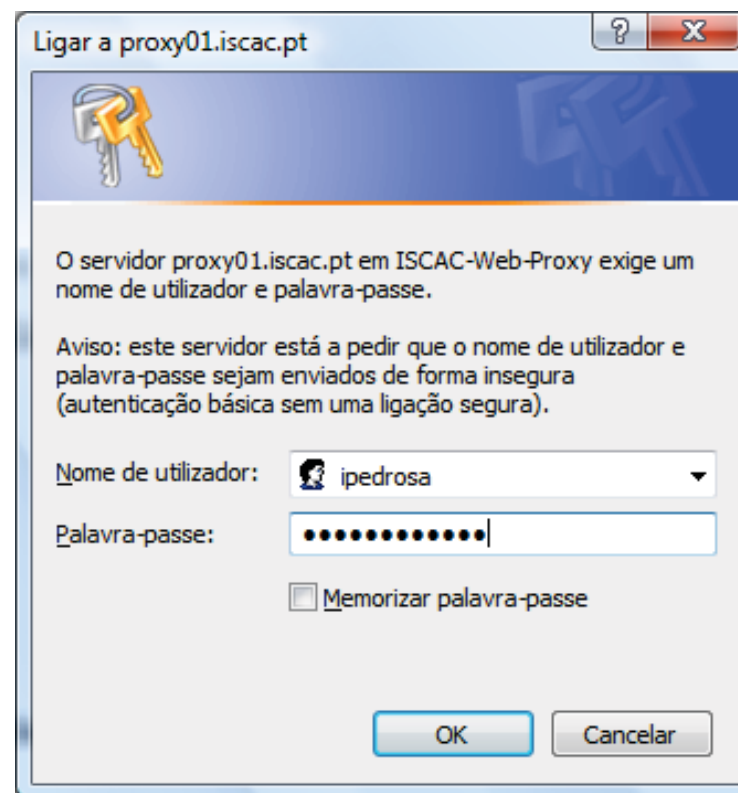 Ligar a proxy01.iscac.pt
O servidor proxy01.iscac.pt em ISCAC-Web-Proxy exige um
nome de utilizador e palavra-passe.
Aviso: este servidor está a pedir que o nome de utilizador e
palavra-passe sejam enviados de forma insegura
(autenticação básica sem uma ligação segura).
Nome de utilizador: ipedrosa
Palavra-passe: ●●●●●●●●●●●●
Memorizar palavra-passe
OK Cancelar